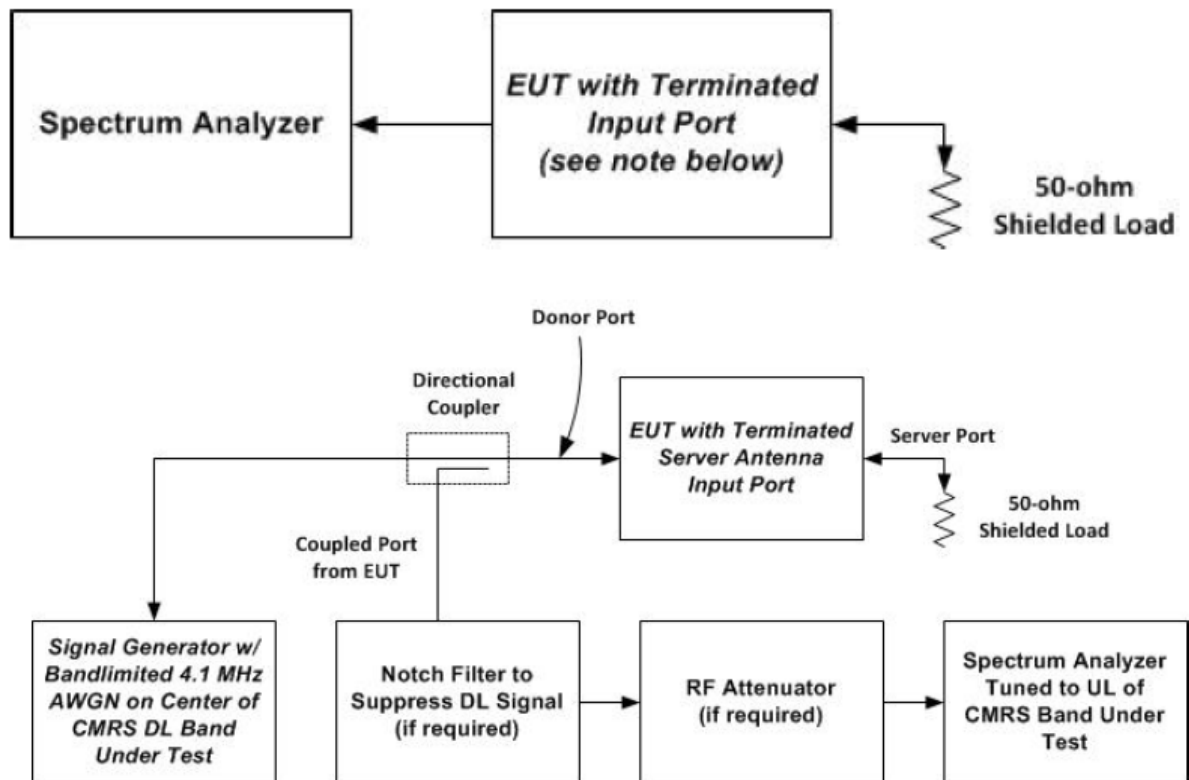 Spectrum Analyzer
EUT with Terminated
Input Port
(see note below)
50-ohm
Shielded Load
Donor Port
Directional
Coupler
EUT with Terminated
Server Antenna
Input Port
Server Port
50-ohm
Shielded Load
Coupled Port
from EUT
Signal Generator w/
Bandlimited 4.1 MHz
AWGN on Center of
CMRS DL Band
Under Test
Notch Filter to
Suppress DL Signal
(if required)
RF Attenuator
(if required)
Spectrum Analyzer
Tuned to UL of
CMRS Band Under
Test